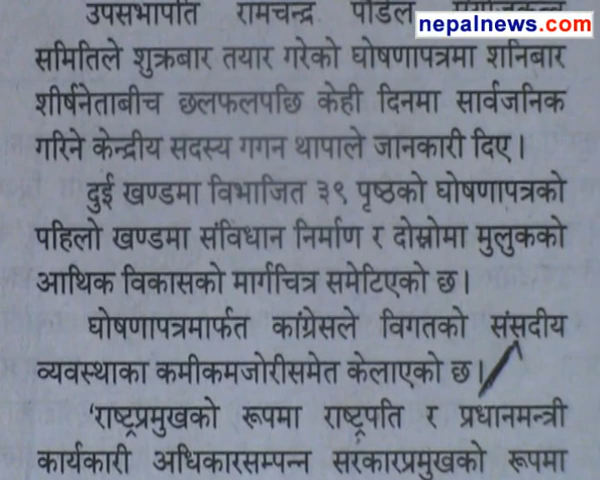 nepalnews.com
उपसभापति रामचन्द्र पौडेल
समितिले शुक्रबार तयार गरेको घोषणापत्रमा शनिबार
शीर्षनेताबीच छलफलपछि केही दिनमा सार्वजनिक
गरिने केन्द्रीय सदस्य गगन थापाले जानकारी दिए।
दुई खण्डमा विभाजित ३९ पृष्ठको घोषणापत्रको
पहिलो खण्डमा संविधान निर्माण र दोस्रोमा मुलुकको
आर्थिक विकासको मार्गचित्र समेटिएको छ।
घोषणापत्रमार्फत कांग्रेसले विगतको संसदीय
व्यवस्थाका कमीकमजोरीसमेत केलाएको छ।
'राष्ट्रप्रमुखको रूपमा राष्ट्रपति र प्रधानमन्त्री
कार्यकारी अधिकारसम्पन्न सरकारप्रमुखको रूपमा